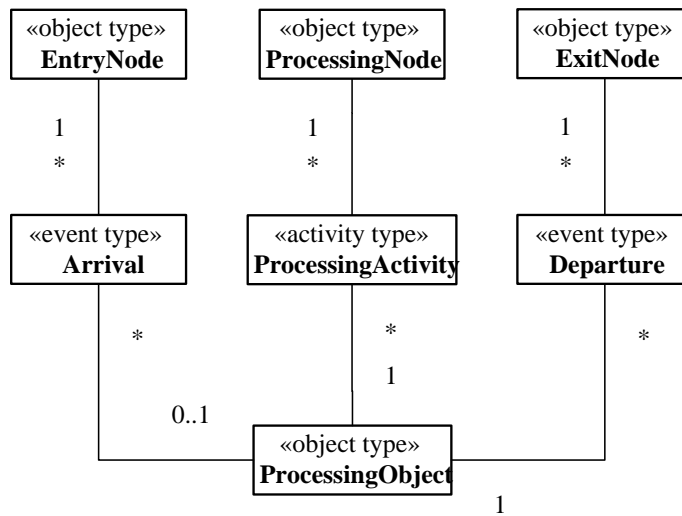 «object type»
EntryNode
«object type»
ProcessingNode
«object type»
ExitNode
1
*
1
*
1
*
«event type»
Arrival
«activity type»
ProcessingActivity
«event type»
Departure
*
*
*
1
0..1
«object type»
ProcessingObject
1